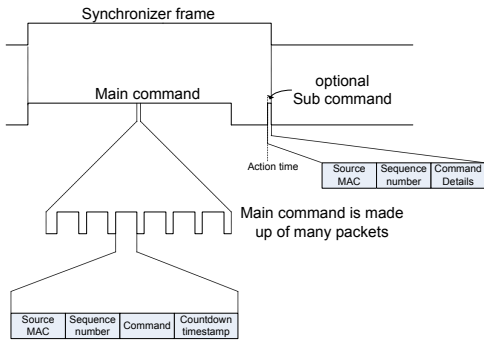 Synchronizer frame
optional
Sub command
Main command
Action time
Source
MAC
Sequence
number
Command
Details
Main command is made
up of many packets
Source
MAC
Sequence
number
Command
Countdown
timestamp